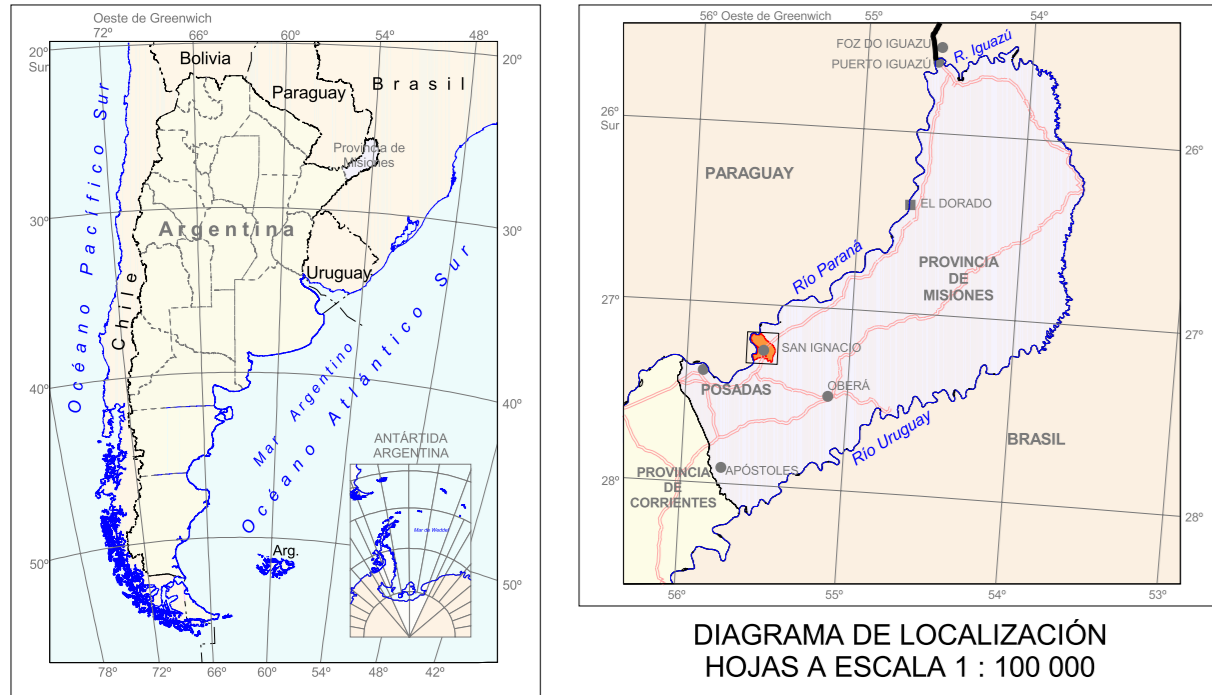 Oeste de Greenwich
72º 66º 60º 54º
20º
Sur
20º
Bolivia
Paraguay
Brasil
Provincia de
Misiones
Océano Pacífico Sur
30º
30º
Argentina
Uruguay
Chile
40º
40º
Mar Argentino
Océano Atlántico Sur
ANTÁRTIDA
ARGENTINA
Mar de Weddel
Arg.
50º
50º
78º 72º 66º 60º 54º 48º 42º
56º Oeste de Greenwich 55º 54º
FOZ DO IGUAZÚ
PUERTO IGUAZÚ
R. Iguazú
26º
Sur
26º
PARAGUAY
EL DORADO
Río Paraná
PROVINCIA
DE
MISIONES
27º
27º
SAN IGNACIO
POSADAS
OBERÁ
Río Uruguay
BRASIL
APÓSTOLES
PROVINCIA
DE
CORRIENTES
28º
28º
56º 55º 54º 53º
DIAGRAMA DE LOCALIZACIÓN
HOJAS A ESCALA 1 : 100 000